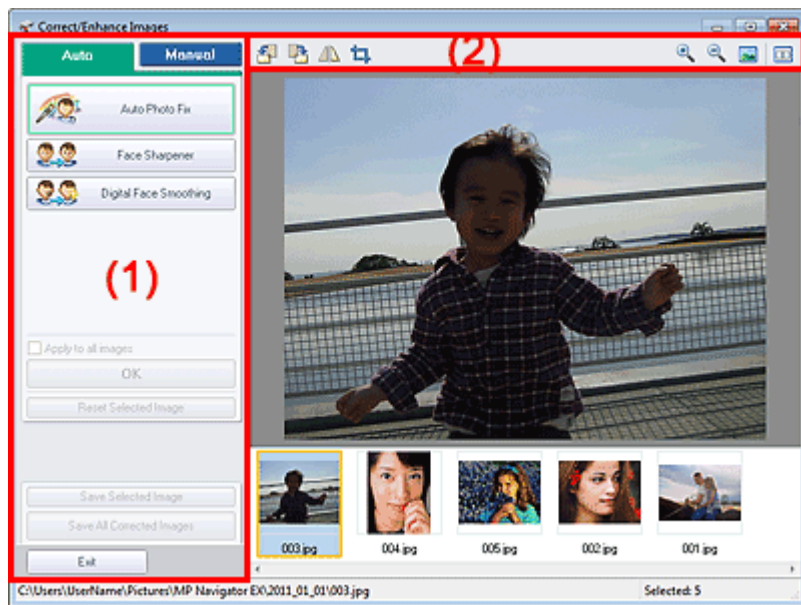 Correct/Enhance Images
Auto Manual
(2)
Auto Photo Fix
Face Sharpener
Digital Face Smoothing
(1)
Apply to all images
OK
Reset Selected Image
Save Selected Image
Save All Corrected Images
Exit
003.jpg 004.jpg 005.jpg 002.jpg 001.jpg
C:\Users\UserName\Pictures\MP Navigator EX\2011_01_01\003.jpg
Selected: 5